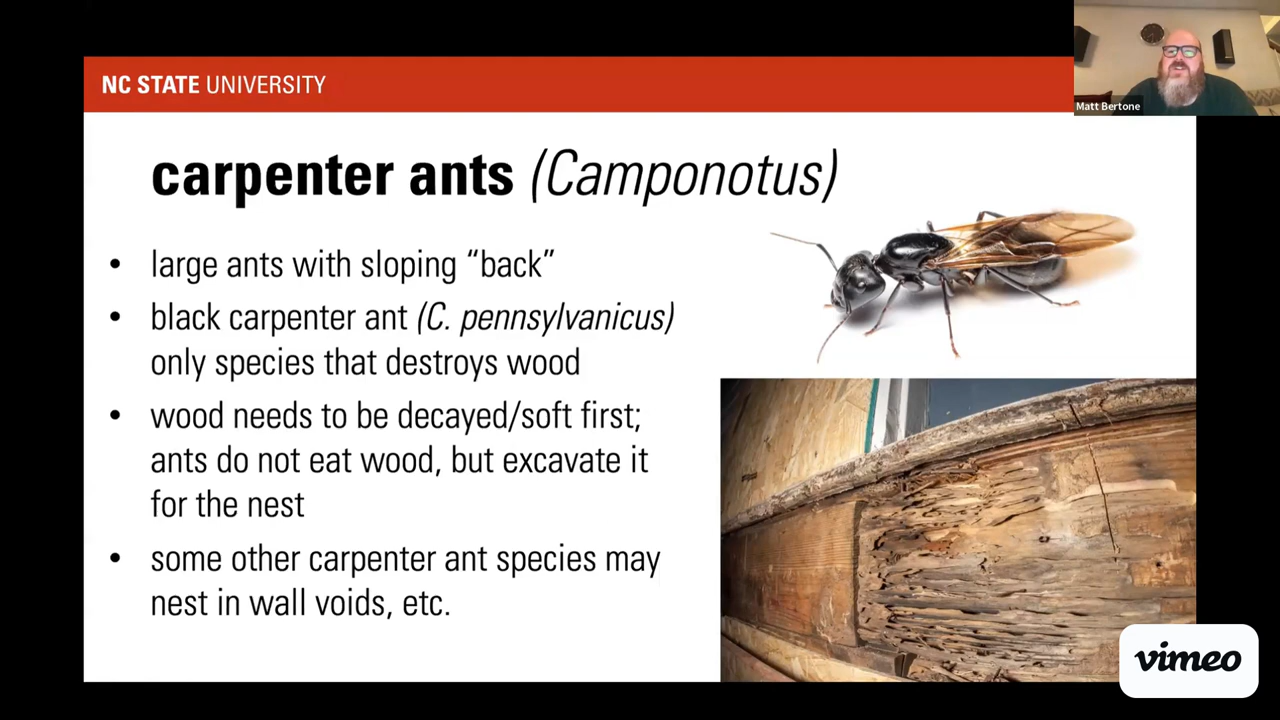 NC STATE UNIVERSITY
Matt Bertone
carpenter ants (Camponotus)
• large ants with sloping “back”
• black carpenter ant (C. pennsylvanicus)
only species that destroys wood
• wood needs to be decayed/soft first;
ants do not eat wood, but excavate it
for the nest
• some other carpenter ant species may
nest in wall voids, etc.
vimeo